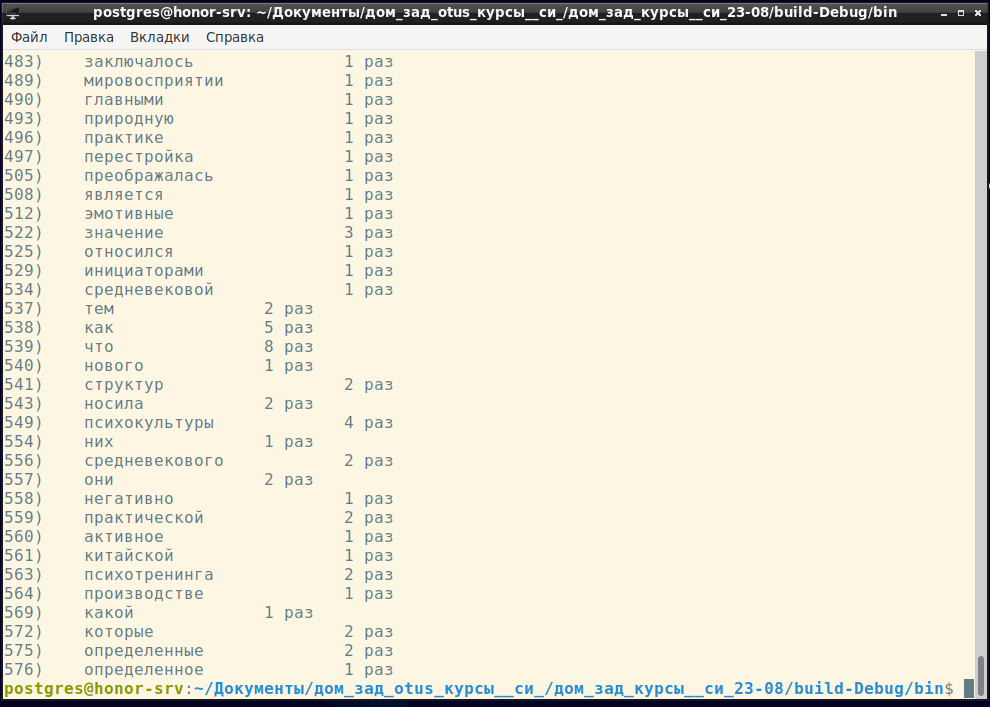 postgres@honor-srv: ~/Документы/дом_зад_otus_курсы__си_/дом_зад_курсы__си_23-08/build-Debug/bin
Файл Правка Вкладки Справка
483) заключалось 1 раз
489) мировосприятии 1 раз
490) главными 1 раз
493) природную 1 раз
496) практике 1 раз
497) перестройка 1 раз
505) преображалась 1 раз
508) является 1 раз
512) эмотивные 1 раз
522) значение 3 раз
525) относился 1 раз
529) инициаторами 1 раз
534) средневековой 1 раз
537) тем 2 раз
538) как 5 раз
539) что 8 раз
540) нового 1 раз
541) структур 2 раз
543) носила 2 раз
549) психокультуры 4 раз
554) них 1 раз
556) средневекового 2 раз
557) они 2 раз
558) негативно 1 раз
559) практической 2 раз
560) активное 1 раз
561) китайской 1 раз
563) психотренинга 2 раз
564) производстве 1 раз
569) какой 1 раз
572) которые 2 раз
575) определенные 2 раз
576) определенное 1 раз
postgres@honor-srv:~/Документы/дом_зад_otus_курсы__си_/дом_зад_курсы__си_23-08/build-Debug/bin$